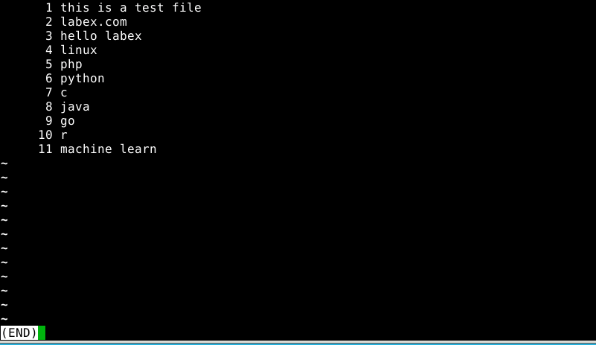 1 this is a test file
2 labex.com
3 hello labex
4 linux
5 php
6 python
7 c
8 java
9 go
10 r
11 machine learn
~
~
~
~
~
~
~
~
~
~
~
~
(END)